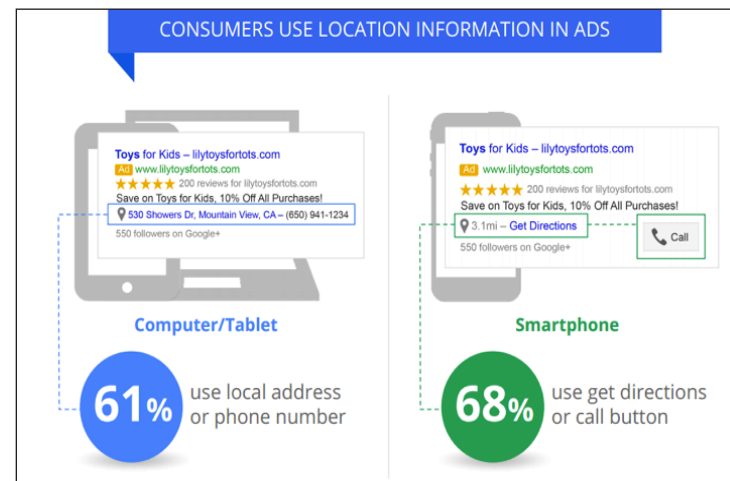 CONSUMERS USE LOCATION INFORMATION IN ADS
Toys for Kids – lilytoysfortots.com
Ad www.lilytoysfortots.com
200 reviews for lilytoysfortots.com
Save on Toys for Kids, 10% Off All Purchases!
530 Showers Dr, Mountain View, CA – (650) 941-1234
550 followers on Google+
Computer/Tablet
61%
use local address
or phone number
Toys for Kids – lilytoysfortots.com
Ad www.lilytoysfortots.com
200 reviews for lilytoysfortots.com
Save on Toys for Kids, 10% Off All Purchases!
3.1mi – Get Directions
Call
550 followers on Google+
Smartphone
68%
use get directions
or call button